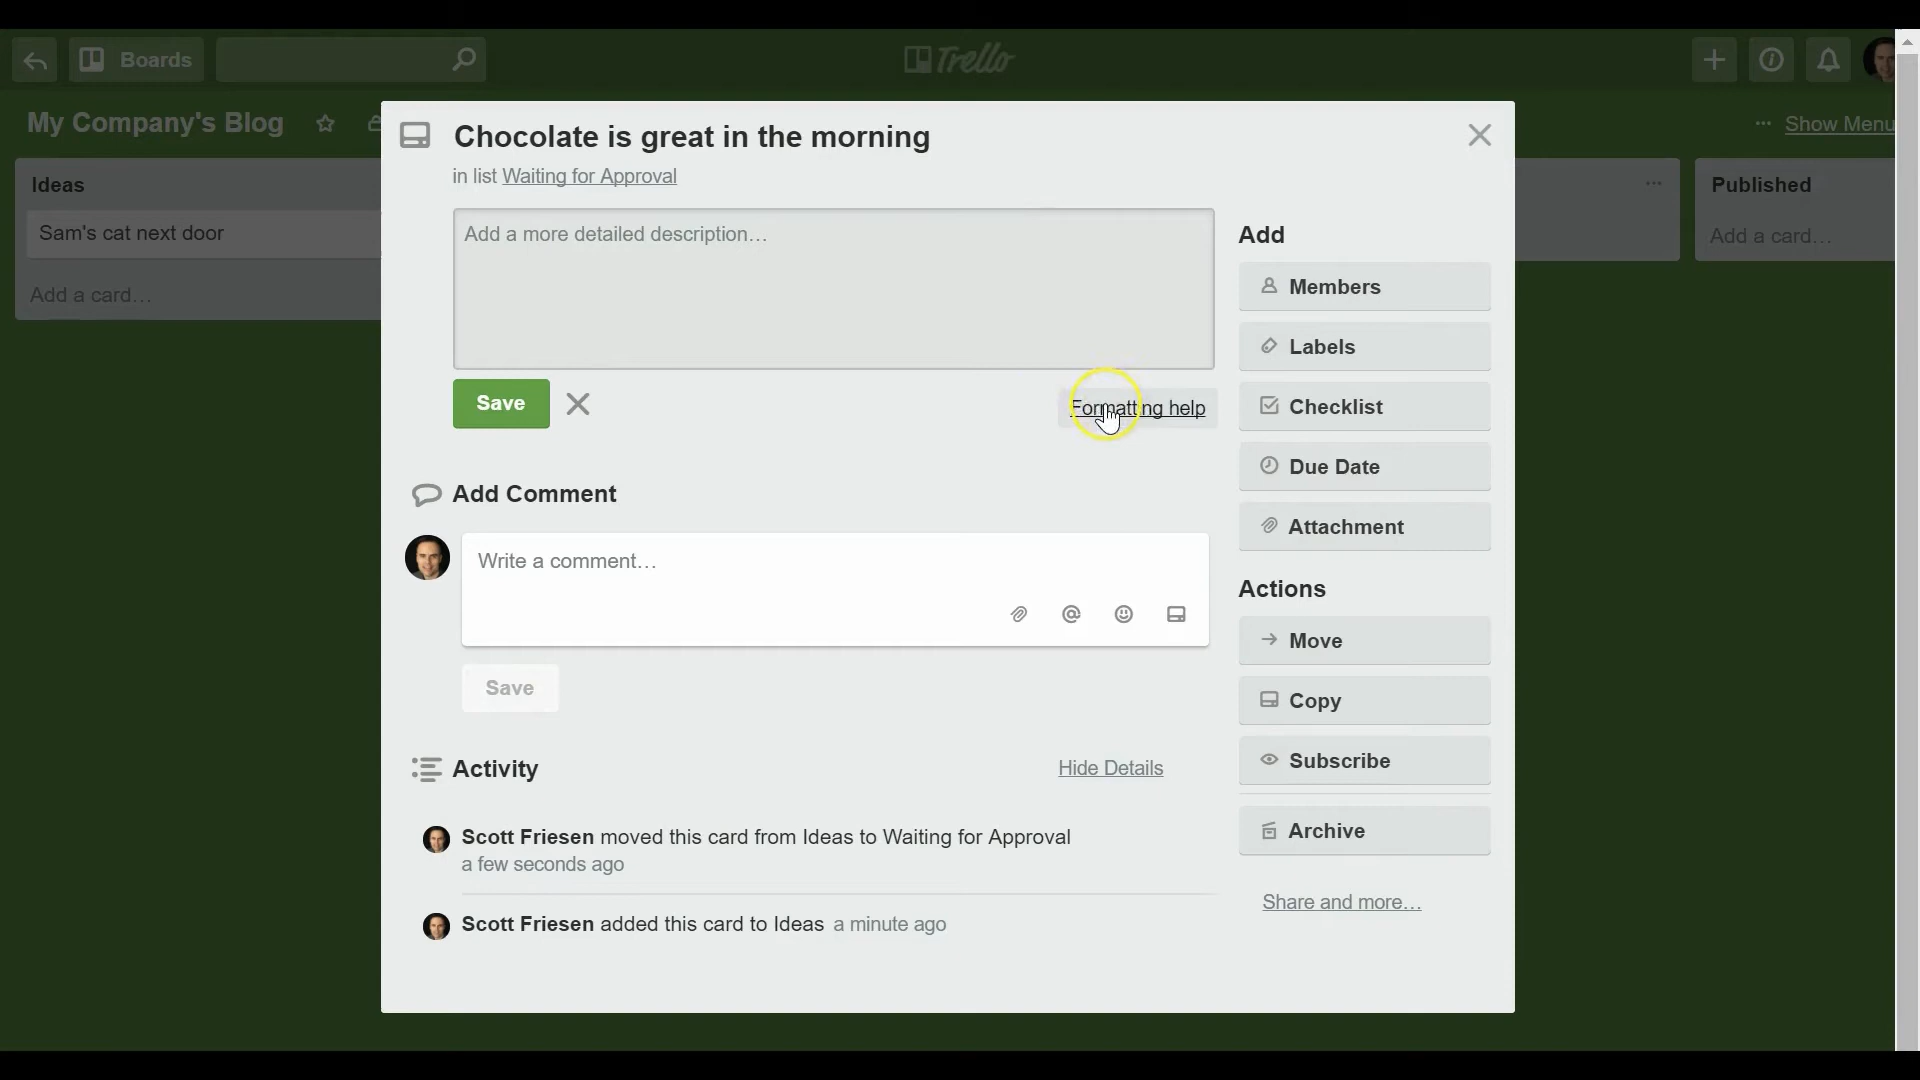 Boards
Trello
My Company's Blog
Show Menu
Ideas
Sam's cat next door
Add a card…
Published
Add a card…
Chocolate is great in the morning
in list Waiting for Approval
Add a more detailed description…
Save
Formatting help
Add Comment
Write a comment…
Save
Activity
Hide Details
Scott Friesen moved this card from Ideas to Waiting for Approval
a few seconds ago
Scott Friesen added this card to Ideas a minute ago
Add
Members
Labels
Checklist
Due Date
Attachment
Actions
Move
Copy
Subscribe
Archive
Share and more…